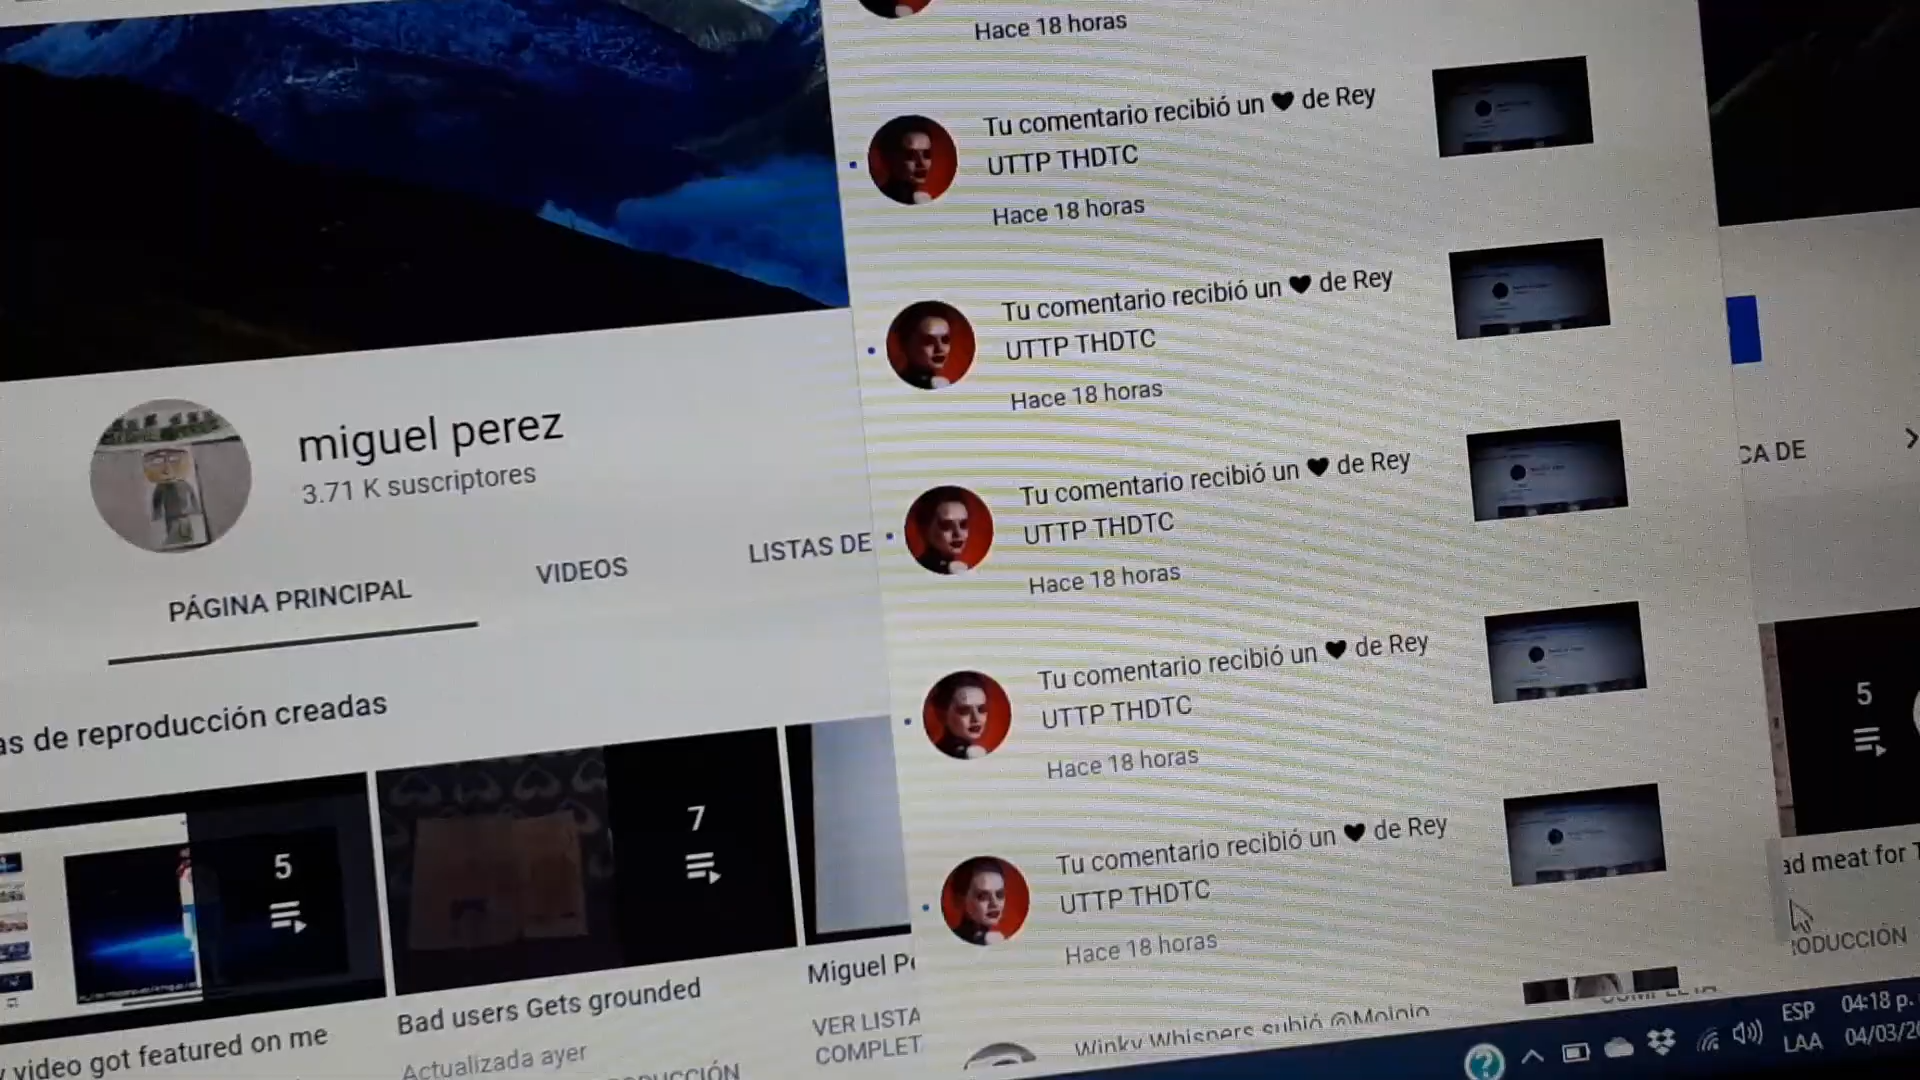 Hace 18 horas
Tu comentario recibió un ❤ de Rey
UTTP THDTC
Hace 18 horas
Tu comentario recibió un ❤ de Rey
UTTP THDTC
Hace 18 horas
Tu comentario recibió un ❤ de Rey
UTTP THDTC
Hace 18 horas
Tu comentario recibió un ❤ de Rey
UTTP THDTC
Hace 18 horas
Tu comentario recibió un ❤ de Rey
UTTP THDTC
Hace 18 horas
Winky Whispers subió
miguel perez
3.71 K suscriptores
PÁGINA PRINCIPAL
VIDEOS
LISTAS DE
CA DE
as de reproducción creadas
5
7
5
video got featured on me
Bad users Gets grounded
Actualizada ayer
Miguel Pe
VER LISTA
COMPLET
ad meat for T
ODUCCIÓN
ESP
LAA
04:18 p.
04/03/20